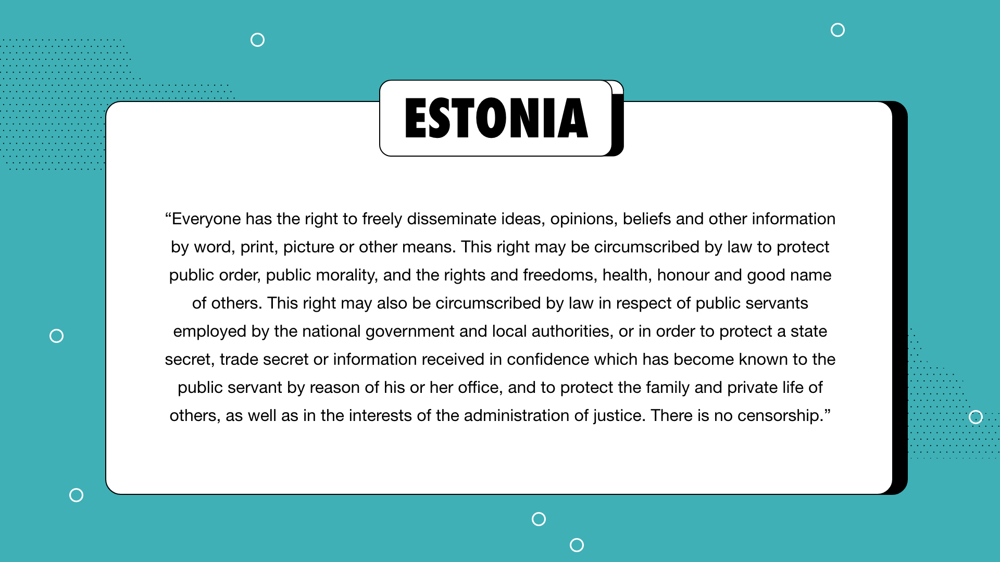 ESTONIA
“Everyone has the right to freely disseminate ideas, opinions, beliefs and other information
by word, print, picture or other means. This right may be circumscribed by law to protect
public order, public morality, and the rights and freedoms, health, honour and good name
of others. This right may also be circumscribed by law in respect of public servants
employed by the national government and local authorities, or in order to protect a state
secret, trade secret or information received in confidence which has become known to the
public servant by reason of his or her office, and to protect the family and private life of
others, as well as in the interests of the administration of justice. There is no censorship.”